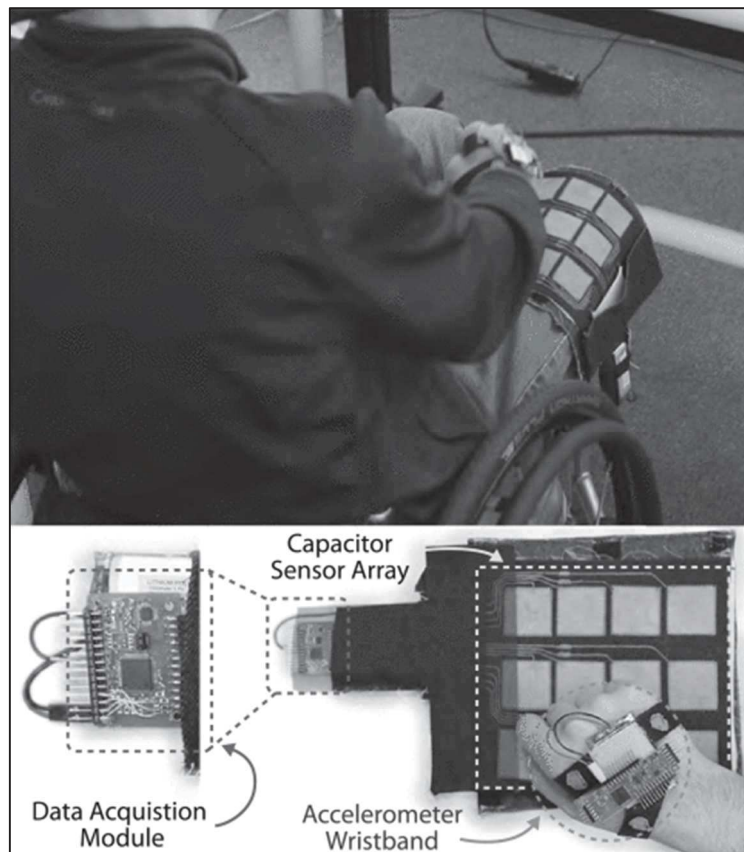 Capacitor
Sensor Array
Data Acquistion
Module
Accelerometer
Wristband